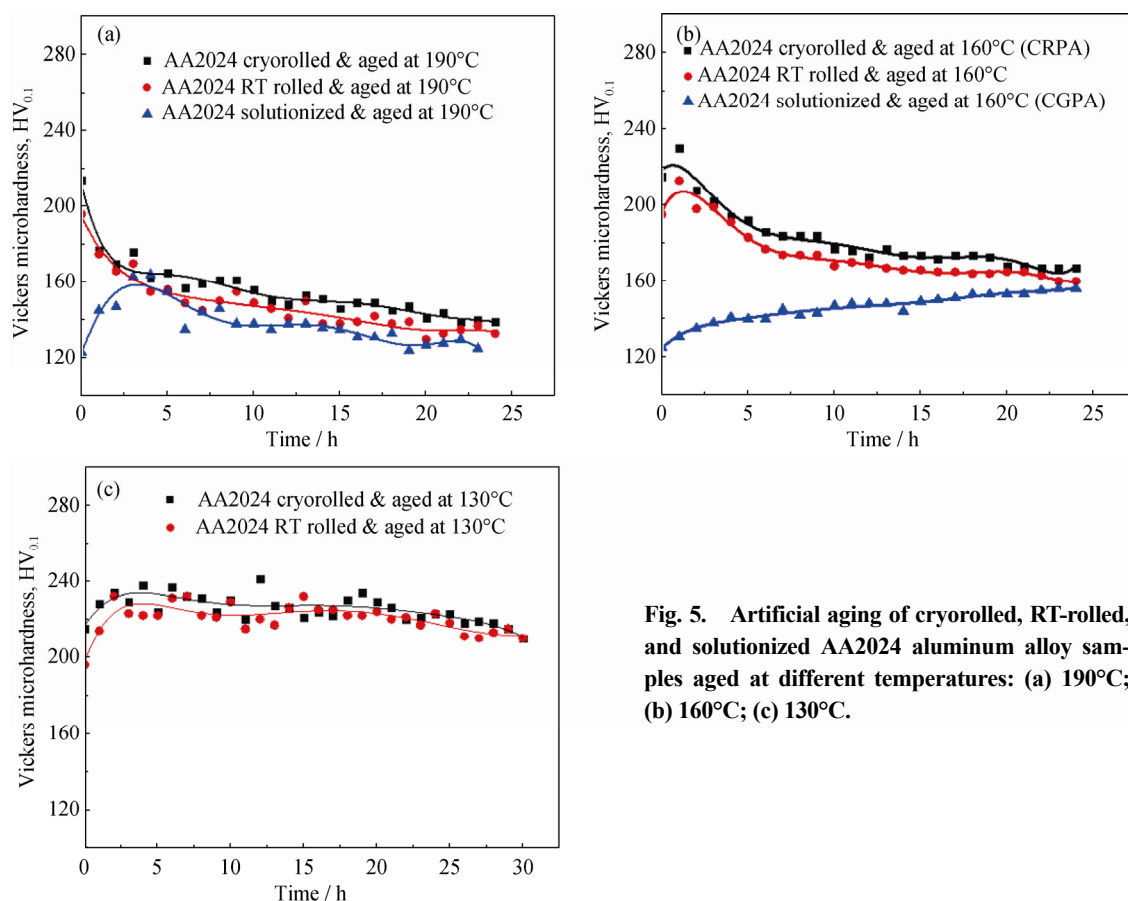 (a)
AA2024 cryorolled & aged at 190°C
AA2024 RT rolled & aged at 190°C
AA2024 solutionized & aged at 190°C
Vickers microhardness, HV0.1
280
240
200
160
120
0 5 10 15 20 25
Time / h
(b)
AA2024 cryorolled & aged at 160°C (CRPA)
AA2024 RT rolled & aged at 160°C
AA2024 solutionized & aged at 160°C (CGPA)
Vickers microhardness, HV0.1
280
240
200
160
120
0 5 10 15 20 25
Time / h
(c)
AA2024 cryorolled & aged at 130°C
AA2024 RT rolled & aged at 130°C
Vickers microhardness, HV0.1
280
240
200
160
120
0 5 10 15 20 25 30
Time / h
Fig. 5. Artificial aging of cryorolled, RT-rolled,
and solutionized AA2024 aluminum alloy sam-
ples aged at different temperatures: (a) 190°C;
(b) 160°C; (c) 130°C.